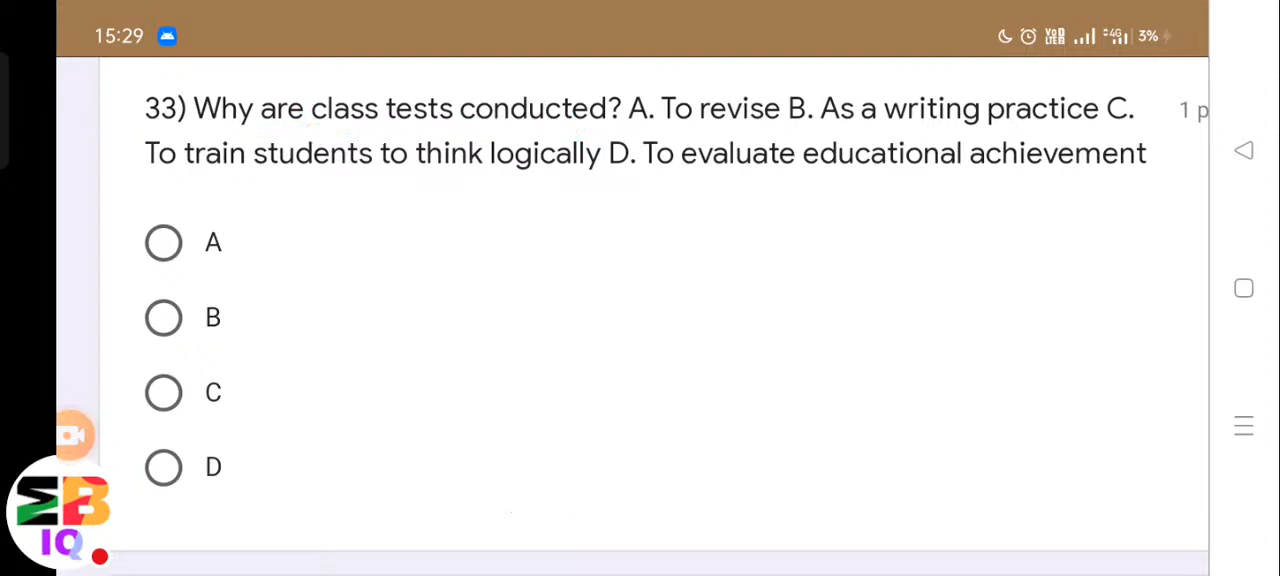 15:29 3%
33) Why are class tests conducted? A. To revise B. As a writing practice C. 1 p
To train students to think logically D. To evaluate educational achievement
A
B
C
D
IQ